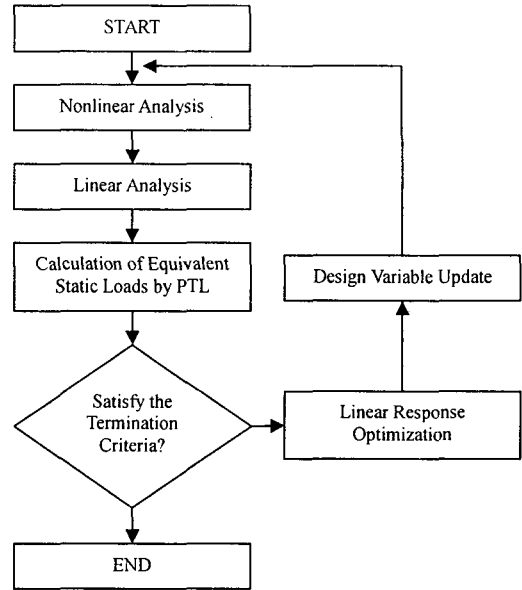 START
Nonlinear Analysis
Linear Analysis
Calculation of Equivalent
Static Loads by PTL
Satisfy the
Termination
Criteria?
Linear Response
Optimization
Design Variable Update
END